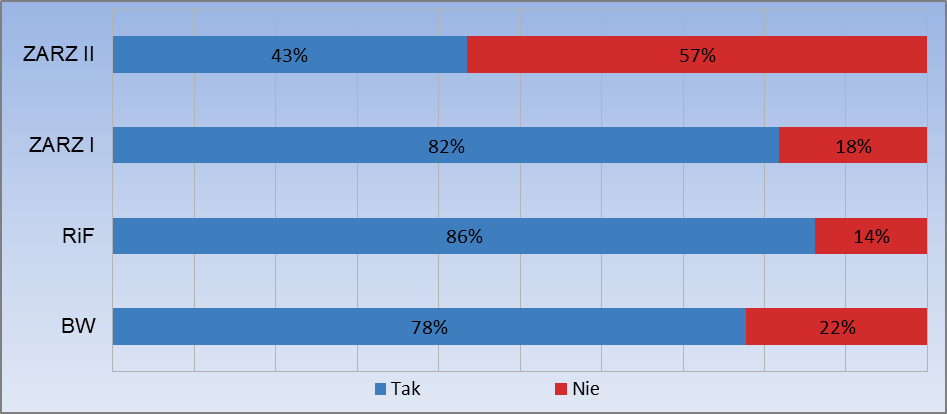 ZARZ II 43% 57%
ZARZ I 82% 18%
RiF 86% 14%
BW 78% 22%
Tak Nie